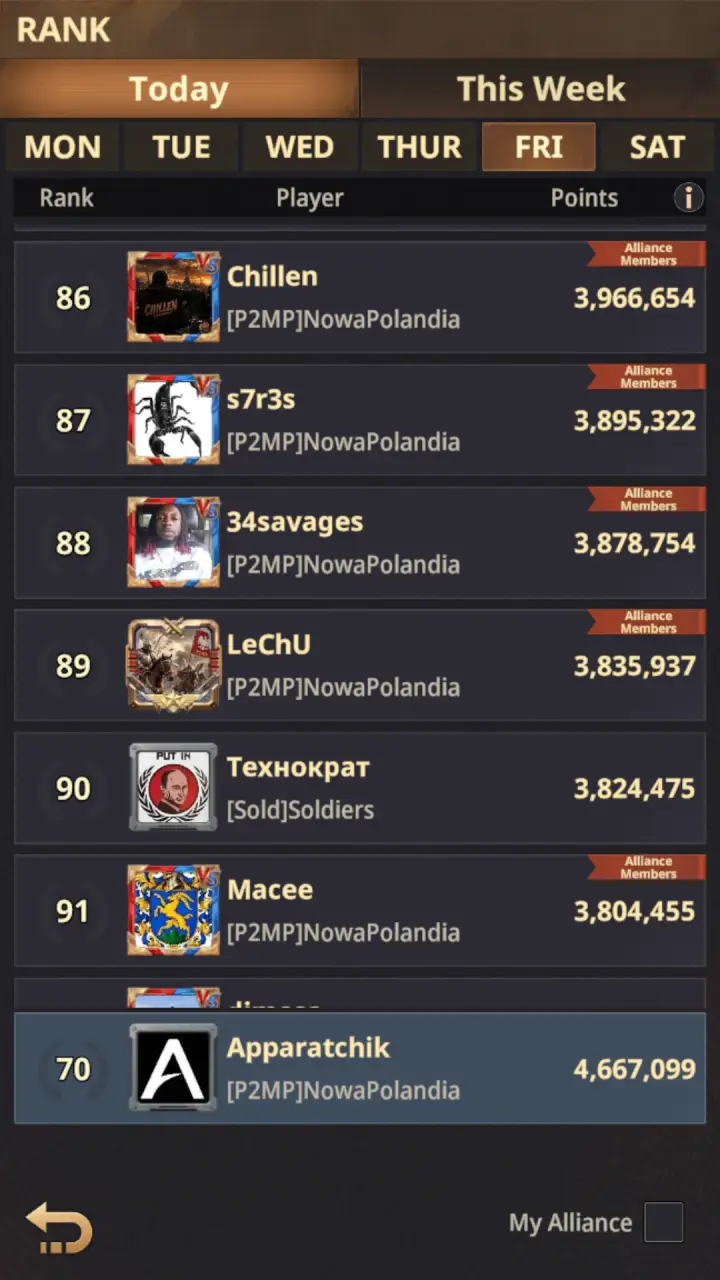 RANK
Today
This Week
MON
TUE
WED
THUR
FRI
SAT
Rank
Player
Points
Alliance
Members
86
CHILLEN
Chillen
[P2MP]NowaPolandia
3,966,654
Alliance
Members
87
s7r3s
[P2MP]NowaPolandia
3,895,322
Alliance
Members
88
34savages
[P2MP]NowaPolandia
3,878,754
Alliance
Members
89
LeChU
[P2MP]NowaPolandia
3,835,937
90
PUT IN
Технократ
[Sold]Soldiers
3,824,475
Alliance
Members
91
Macee
[P2MP]NowaPolandia
3,804,455
70
Apparatchik
[P2MP]NowaPolandia
4,667,099
My Alliance